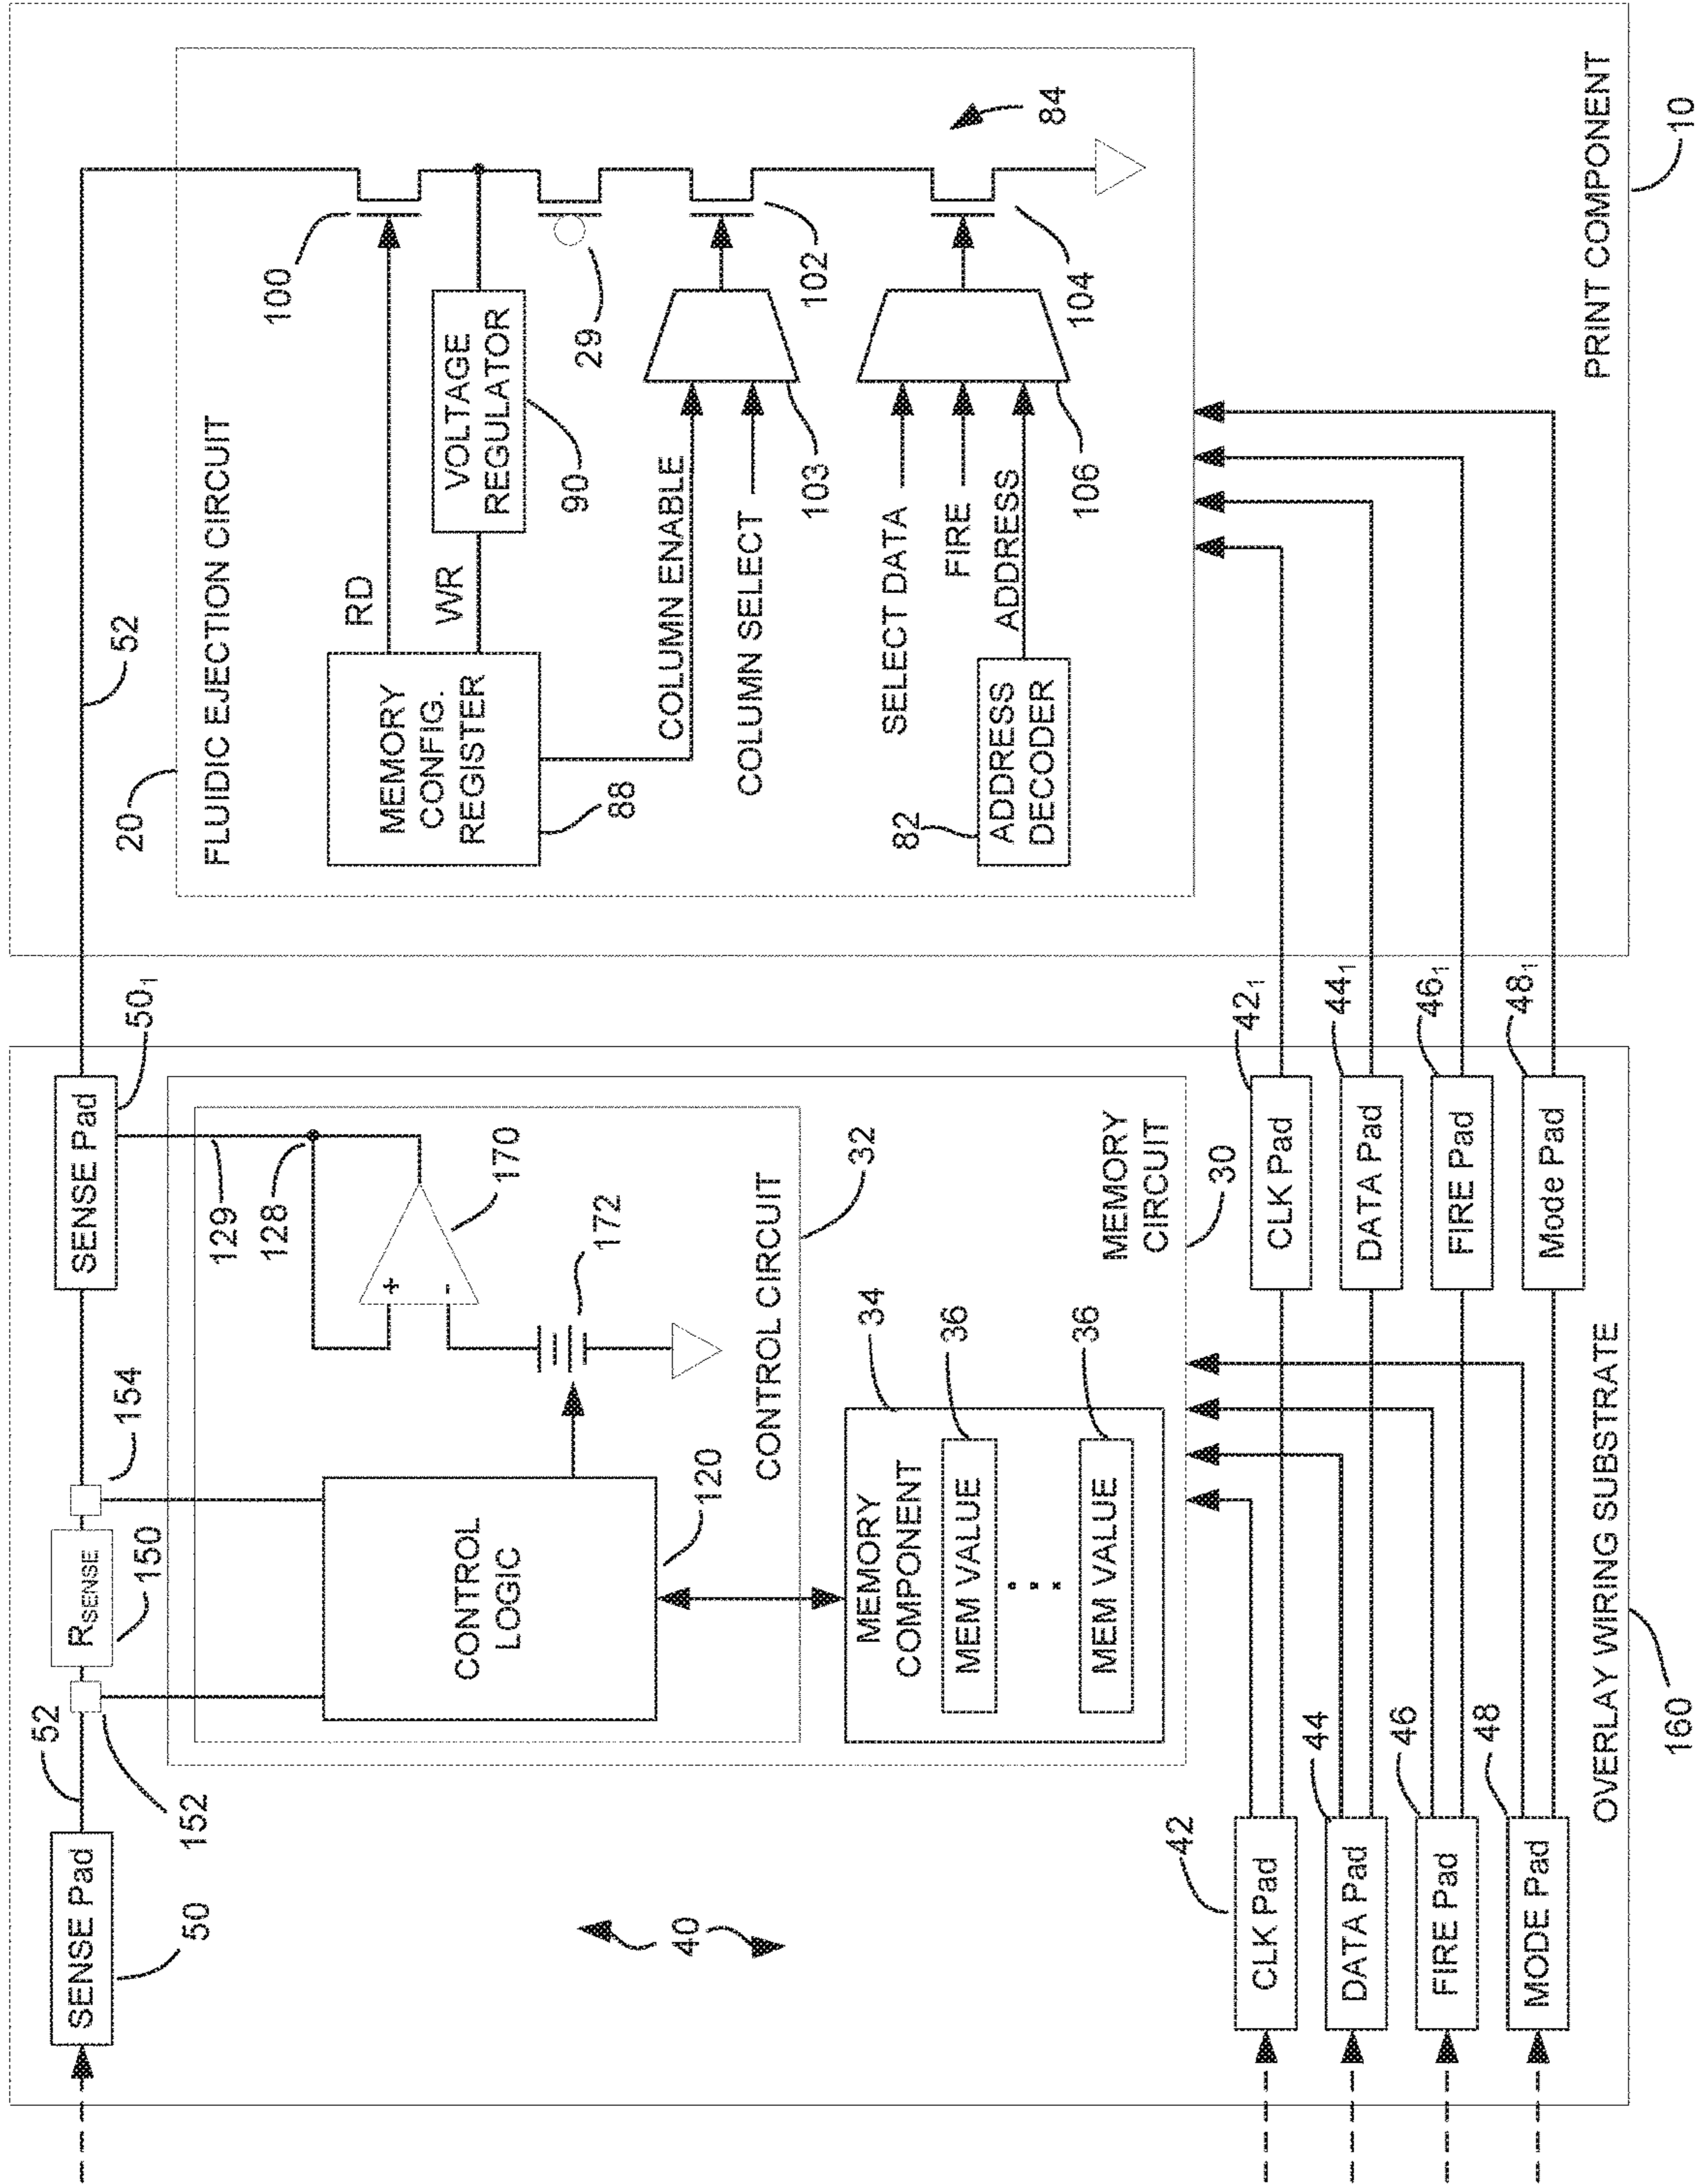 SENSE Pad
50
52
152
RSENSE
150
154
SENSE Pad
50₁
52
40
CONTROL
LOGIC
120
129
128
+
-
170
172
CONTROL CIRCUIT
32
MEMORY
COMPONENT
34
MEM VALUE
36
MEM VALUE
36
MEMORY
CIRCUIT
30
CLK Pad
42
DATA Pad
44
FIRE Pad
46
MODE Pad
48
CLK Pad
42₁
DATA Pad
44₁
FIRE Pad
46₁
Mode Pad
48₁
OVERLAY WIRING SUBSTRATE
160
20
FLUIDIC EJECTION CIRCUIT
MEMORY
CONFIG.
REGISTER
88
RD
WR
100
VOLTAGE
REGULATOR
90
29
COLUMN ENABLE
COLUMN SELECT
103
102
SELECT DATA
FIRE
ADDRESS
82
ADDRESS
DECODER
106
104
84
PRINT COMPONENT
10